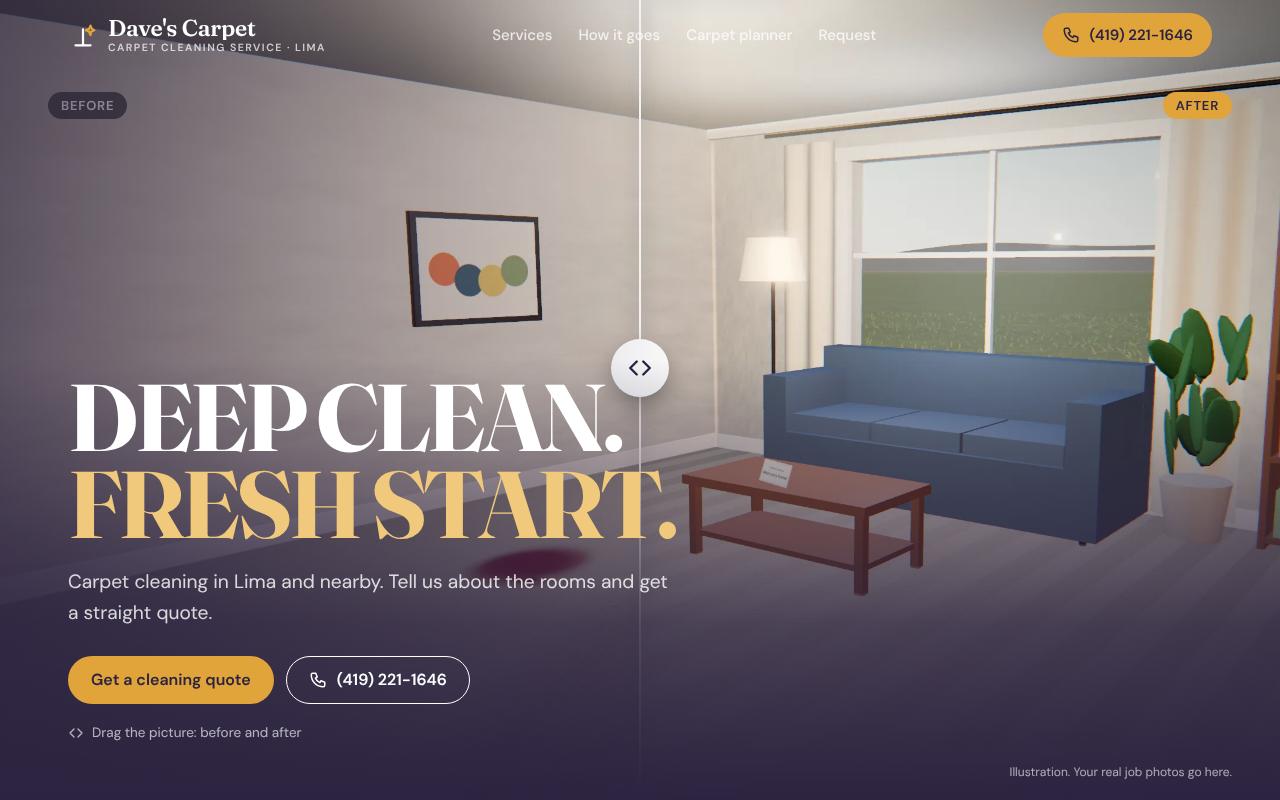 Dave's Carpet
CARPET CLEANING SERVICE · LIMA
Services
How it goes
Carpet planner
Request
(419) 221-1646
BEFORE
AFTER
DEEP CLEAN.
FRESH START.
Carpet cleaning in Lima and nearby. Tell us about the rooms and get
a straight quote.
Get a cleaning quote
(419) 221-1646
Drag the picture: before and after
Illustration. Your real job photos go here.